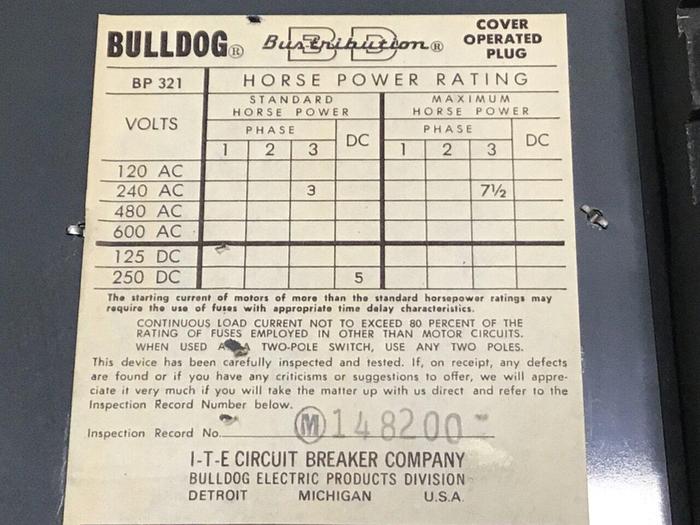 BULLDOG® BusTribution® BD COVER OPERATED PLUG
BP 321 HORSE POWER RATING
VOLTS STANDARD HORSE POWER MAXIMUM HORSE POWER
PHASE DC PHASE DC
1 2 3 1 2 3
120 AC
240 AC 3 7½
480 AC
600 AC
125 DC
250 DC 5
The starting current of motors of more than the standard horsepower ratings may
require the use of fuses with appropriate time delay characteristics.
CONTINUOUS LOAD CURRENT NOT TO EXCEED 80 PERCENT OF THE
RATING OF FUSES EMPLOYED IN OTHER THAN MOTOR CIRCUITS.
WHEN USED A TWO-POLE SWITCH, USE ANY TWO POLES.
This device has been carefully inspected and tested. If, on receipt, any defects
are found or if you have any criticisms or suggestions to offer, we will appre-
ciate it very much if you will take the matter up with us direct and refer to the
Inspection Record Number below.
Inspection Record No. M 148200
I-T-E CIRCUIT BREAKER COMPANY
BULLDOG ELECTRIC PRODUCTS DIVISION
DETROIT MICHIGAN U.S.A.